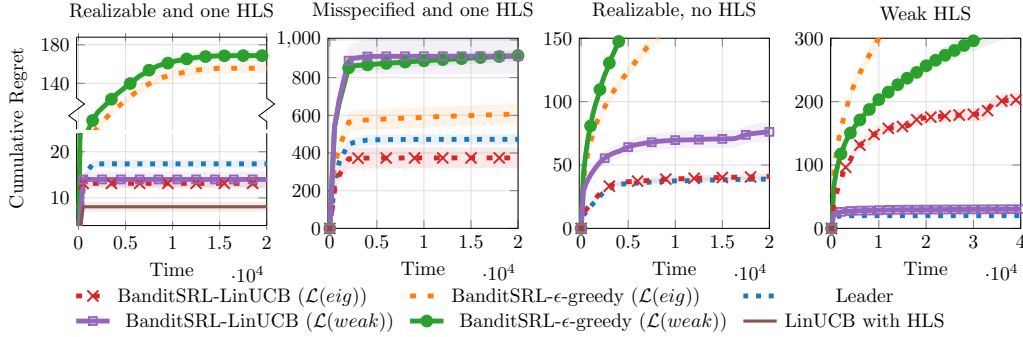 Realizable and one HLS
Misspecified and one HLS
Realizable, no HLS
Weak HLS
Cumulative Regret
180
160
140
20
10
0 0.5 1 1.5 2
Time
·10⁴
1,000
800
600
400
200
0
0 0.5 1 1.5 2
Time
·10⁴
150
100
50
0
0 0.5 1 1.5 2
Time
·10⁴
300
200
100
0
0 1 2 3 4
Time
·10⁴
BanditSRL-LinUCB (ℒ(eig)) BanditSRL-ϵ-greedy (ℒ(eig)) Leader
BanditSRL-LinUCB (ℒ(weak)) BanditSRL-ϵ-greedy (ℒ(weak)) LinUCB with HLS